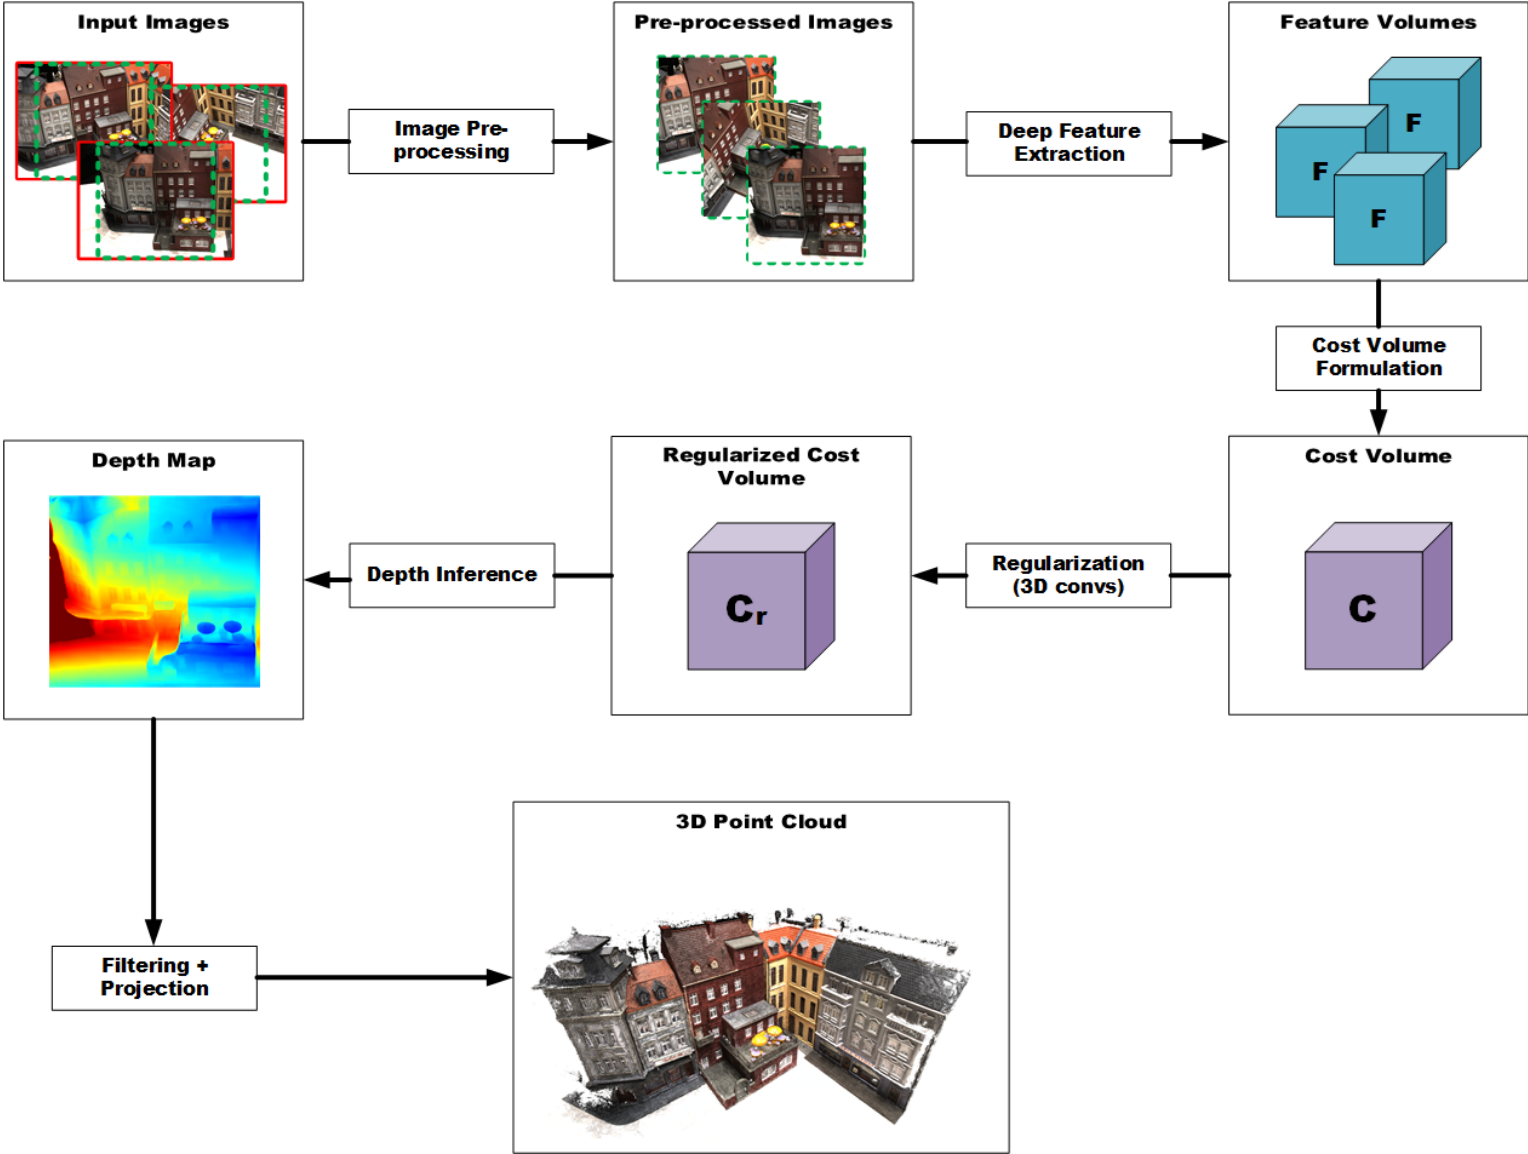 Input Images
Image Pre-
processing
Pre-processed Images
Deep Feature
Extraction
Feature Volumes
F
F
F
Cost Volume
Formulation
Cost Volume
C
Regularization
(3D convs)
Regularized Cost
Volume
Cr
Depth Inference
Depth Map
Filtering +
Projection
3D Point Cloud